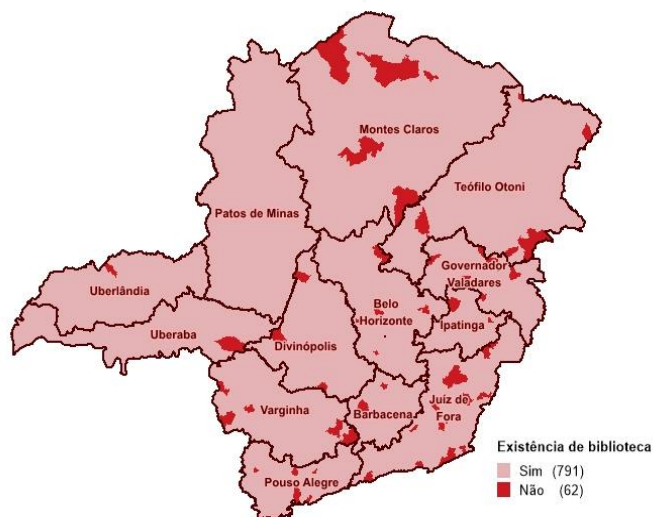 Montes Claros
Teófilo Otoni
Patos de Minas
Governador
Valadares
Uberlândia
Belo
Horizonte
Ipatinga
Uberaba
Divinópolis
Juíz de
Fora
Varginha
Barbacena
Existência de biblioteca
Sim (791)
Pouso Alegre
Não (62)